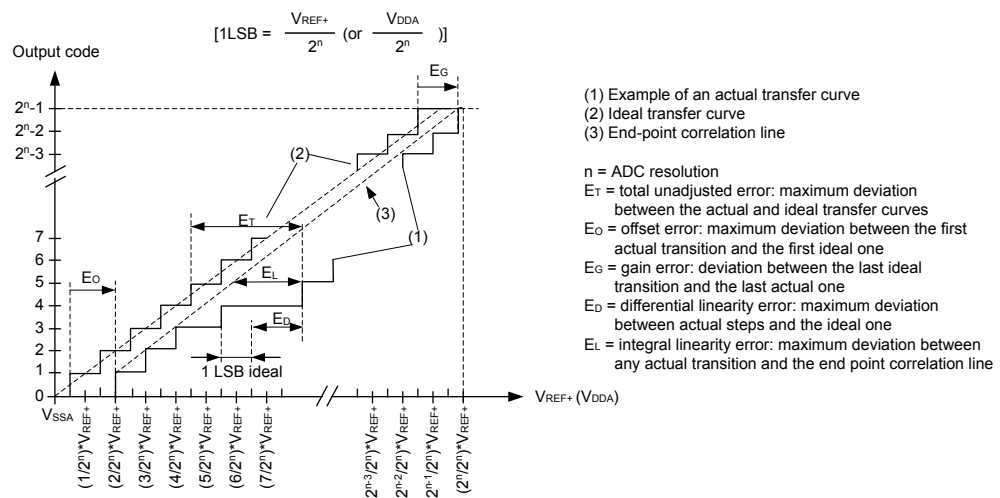 [1LSB = VREF+ / 2ⁿ (or VDDA / 2ⁿ )]
Output code
EG
2ⁿ-1
2ⁿ-2
2ⁿ-3
(2)
(3)
(1)
ET
7
6
5
4
3
2
1
0
EO
EL
ED
1 LSB ideal
VSSA
VREF+ (VDDA)
(1/2ⁿ)*VREF+
(2/2ⁿ)*VREF+
(3/2ⁿ)*VREF+
(4/2ⁿ)*VREF+
(5/2ⁿ)*VREF+
(6/2ⁿ)*VREF+
(7/2ⁿ)*VREF+
2ⁿ⁻³/2ⁿ)*VREF+
2ⁿ⁻²/2ⁿ)*VREF+
2ⁿ⁻¹/2ⁿ)*VREF+
(2ⁿ/2ⁿ)*VREF+
(1) Example of an actual transfer curve
(2) Ideal transfer curve
(3) End-point correlation line
n = ADC resolution
ET = total unadjusted error: maximum deviation
between the actual and ideal transfer curves
EO = offset error: maximum deviation between the first
actual transition and the first ideal one
EG = gain error: deviation between the last ideal
transition and the last actual one
ED = differential linearity error: maximum deviation
between actual steps and the ideal one
EL = integral linearity error: maximum deviation between
any actual transition and the end point correlation line